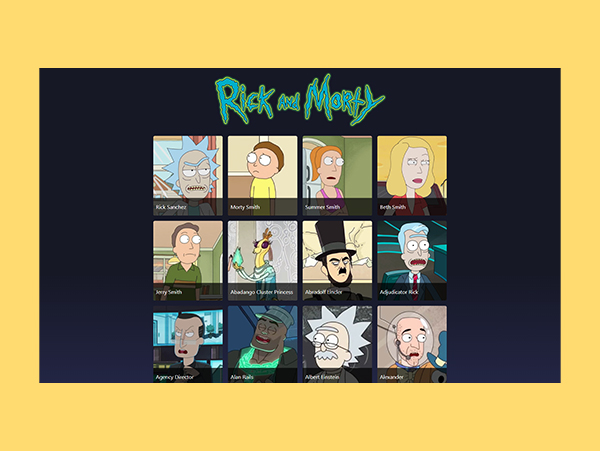 Rick and Morty
Rick Sanchez
Morty Smith
Summer Smith
Beth Smith
Jerry Smith
Abadango Cluster Princess
Abradolf Lincler
Adjudicator Rick
Agency Director
Alan Rails
Albert Einstein
Alexander